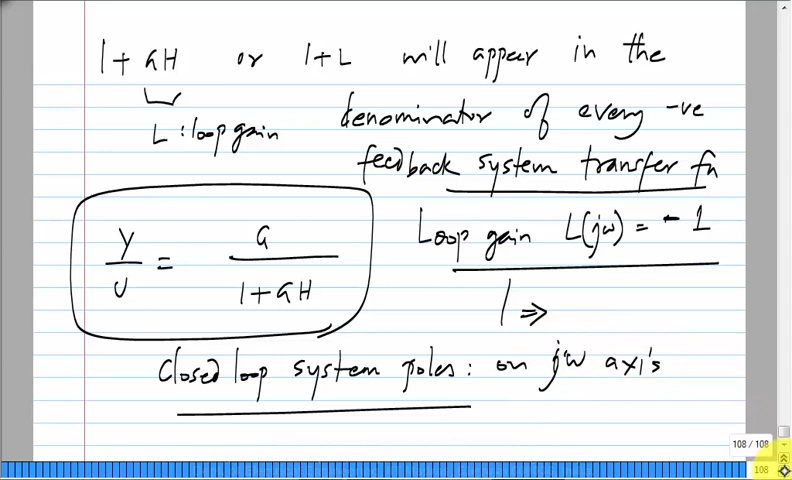 1 + GH or 1+L will appear in the
L : loop gain
denominator of every -ve
feedback system transfer fn
Y/U = G/(1 + GH)
Loop gain L(jω) = -1
⇒
Closed loop system poles : on jω axis
108 / 108
108